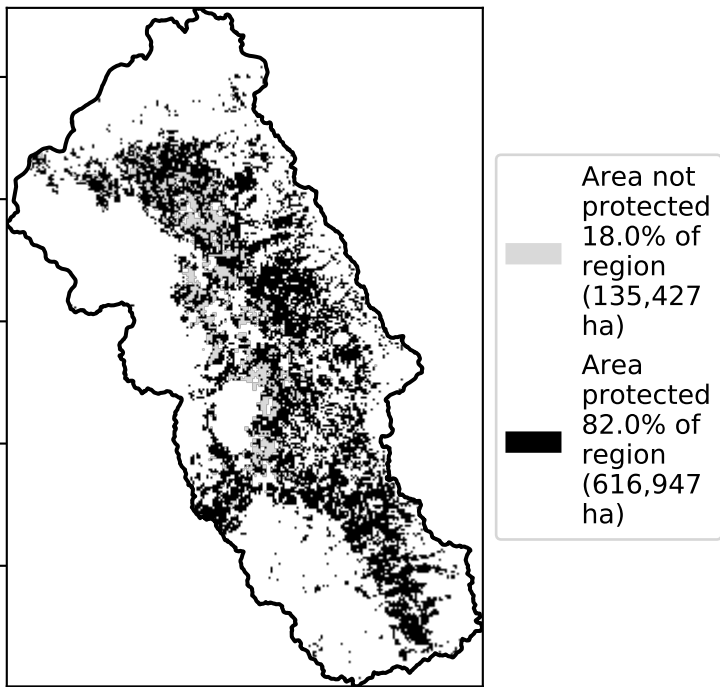 Area not
protected
18.0% of
region
(135,427
ha)
Area
protected
82.0% of
region
(616,947
ha)